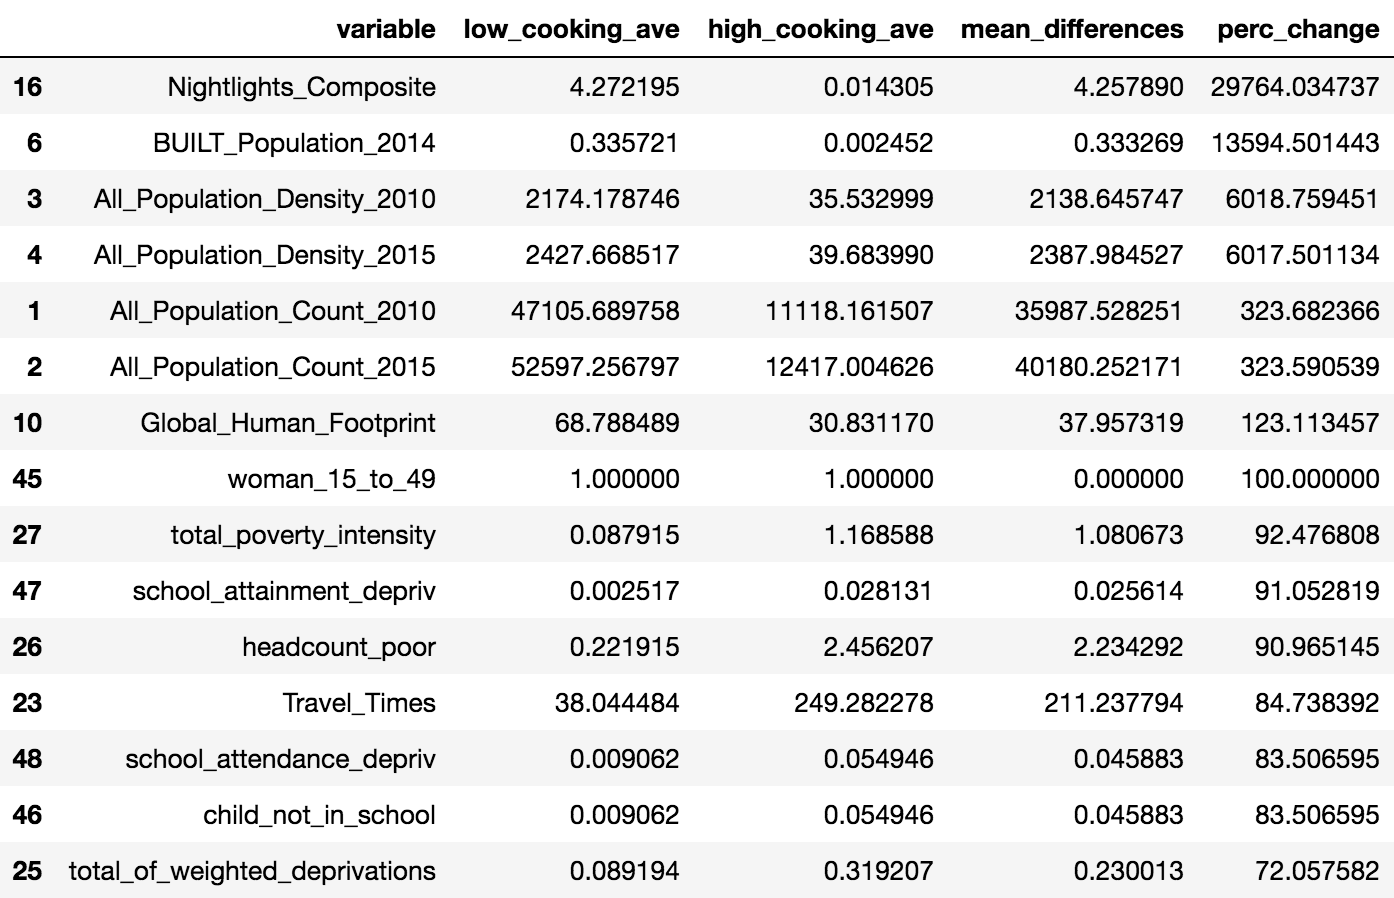 variable low_cooking_ave high_cooking_ave mean_differences perc_change
16 Nightlights_Composite 4.272195 0.014305 4.257890 29764.034737
6 BUILT_Population_2014 0.335721 0.002452 0.333269 13594.501443
3 All_Population_Density_2010 2174.178746 35.532999 2138.645747 6018.759451
4 All_Population_Density_2015 2427.668517 39.683990 2387.984527 6017.501134
1 All_Population_Count_2010 47105.689758 11118.161507 35987.528251 323.682366
2 All_Population_Count_2015 52597.256797 12417.004626 40180.252171 323.590539
10 Global_Human_Footprint 68.788489 30.831170 37.957319 123.113457
45 woman_15_to_49 1.000000 1.000000 0.000000 100.000000
27 total_poverty_intensity 0.087915 1.168588 1.080673 92.476808
47 school_attainment_depriv 0.002517 0.028131 0.025614 91.052819
26 headcount_poor 0.221915 2.456207 2.234292 90.965145
23 Travel_Times 38.044484 249.282278 211.237794 84.738392
48 school_attendance_depriv 0.009062 0.054946 0.045883 83.506595
46 child_not_in_school 0.009062 0.054946 0.045883 83.506595
25 total_of_weighted_deprivations 0.089194 0.319207 0.230013 72.057582